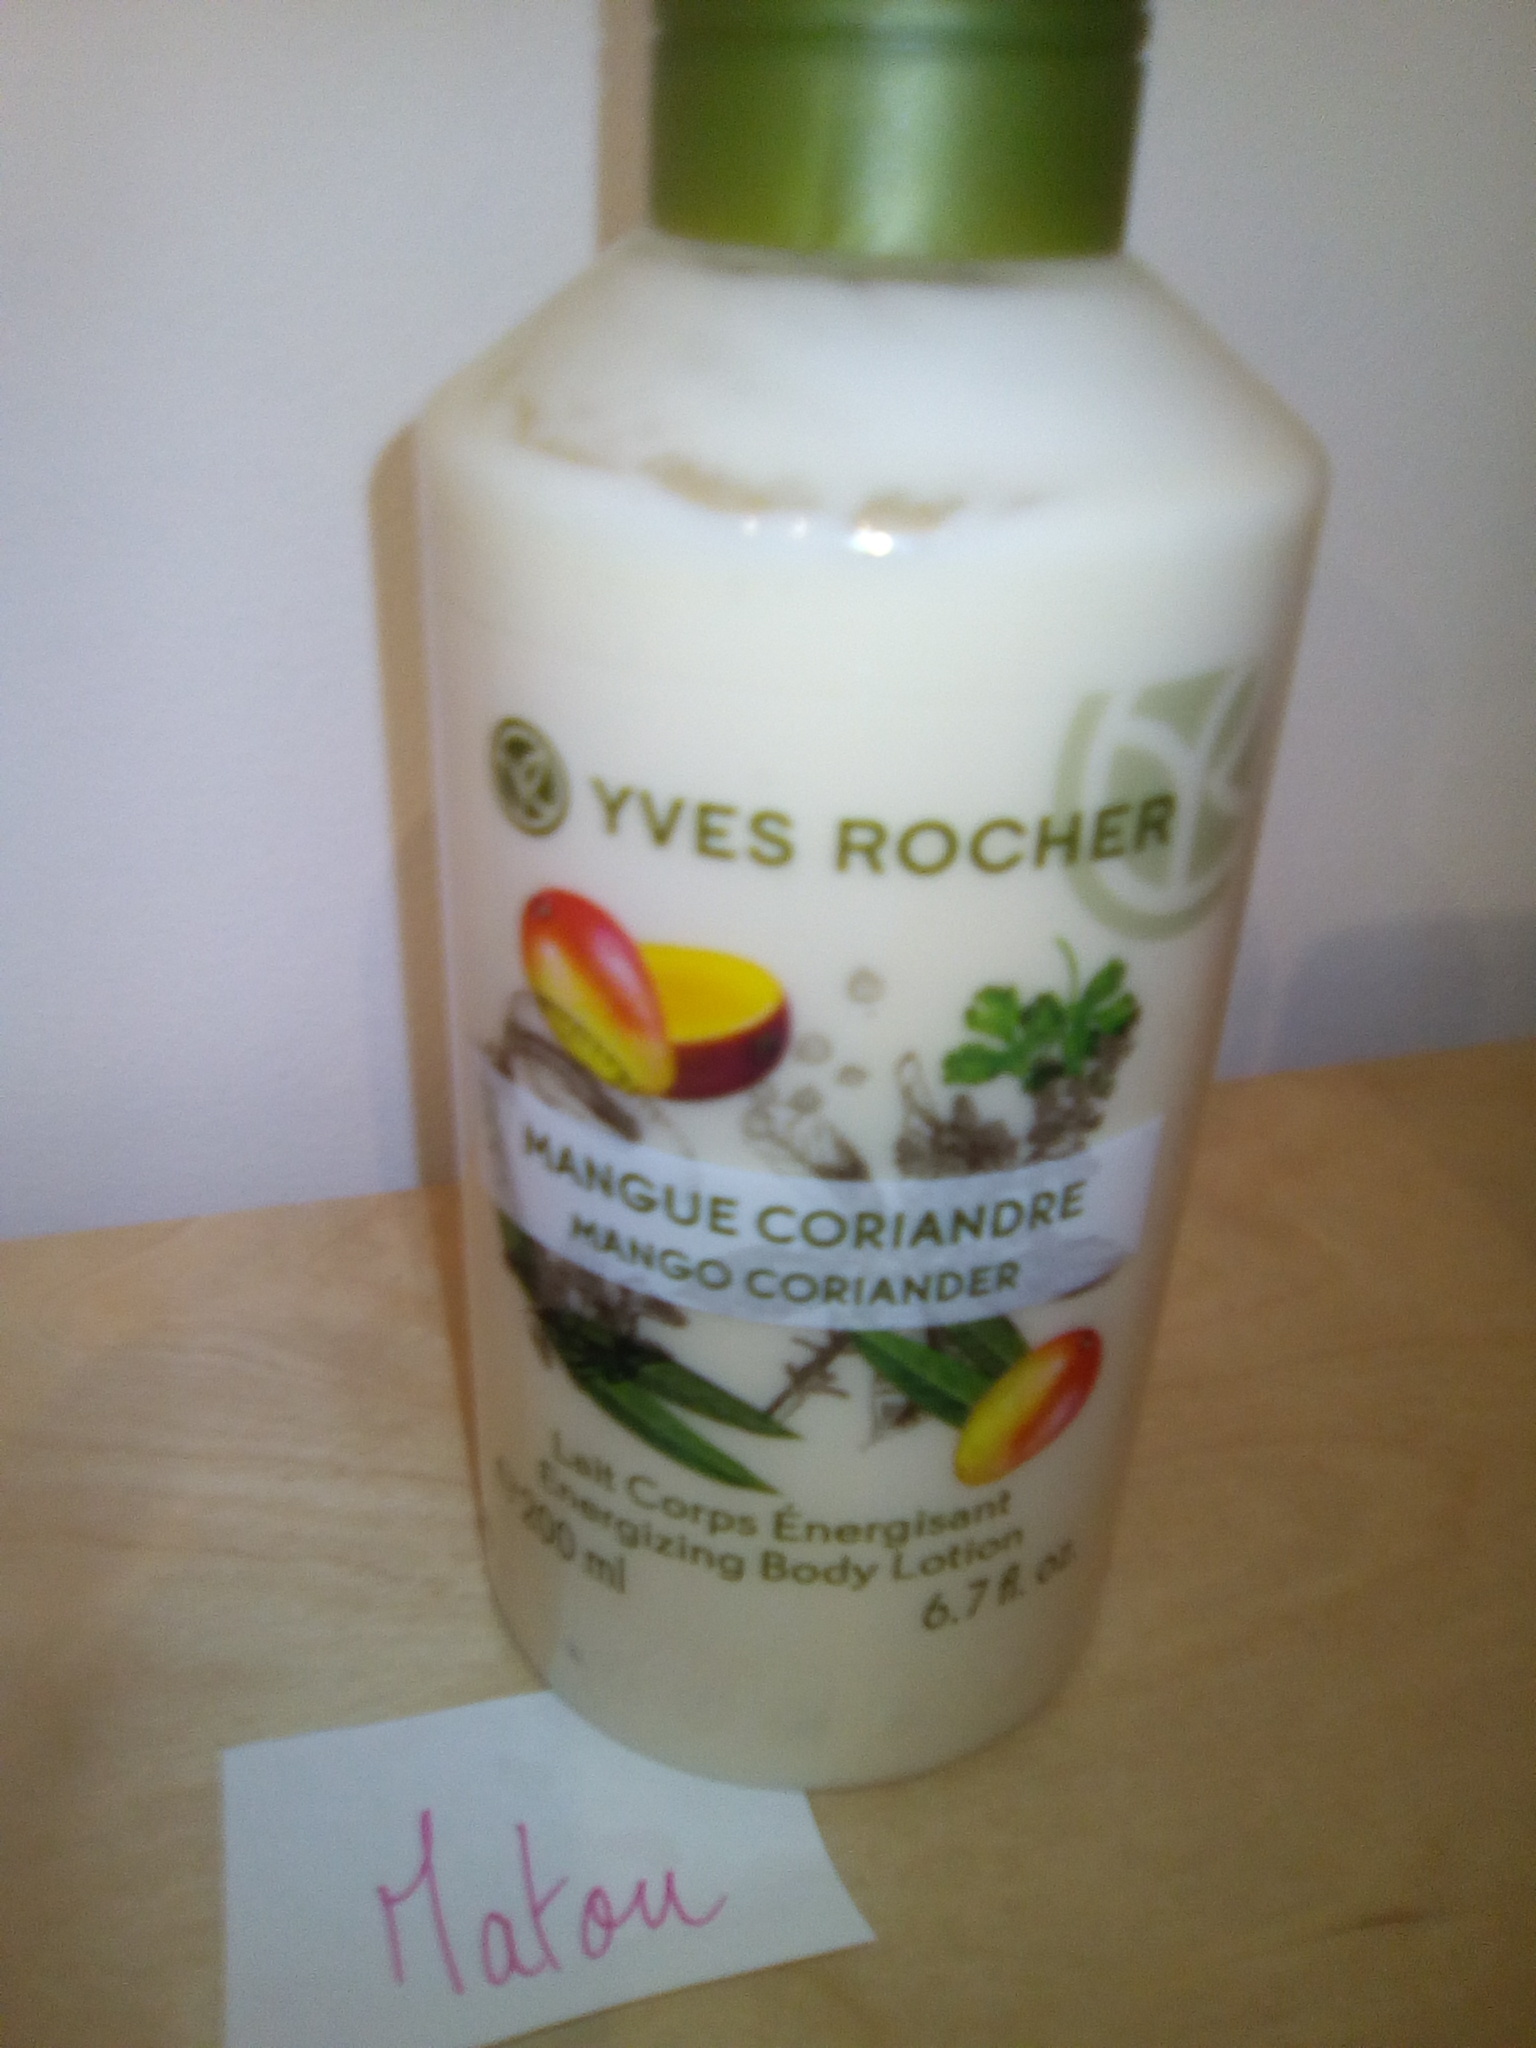 YVES ROCHER
MANGUE CORIANDRE
MANGO CORIANDER
Lait Corps Énergisant
Energizing Body Lotion
200 ml 6.7 fl. oz.
Matou